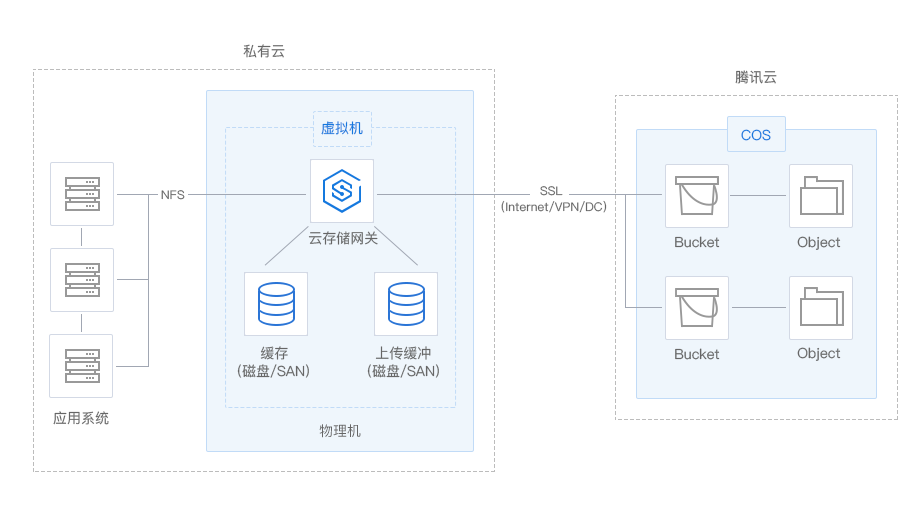 私有云
腾讯云
虚拟机
COS
NFS
SSL
(Internet/VPN/DC)
云存储网关
Bucket
Object
缓存
(磁盘/SAN)
上传缓冲
(磁盘/SAN)
Bucket
Object
应用系统
物理机